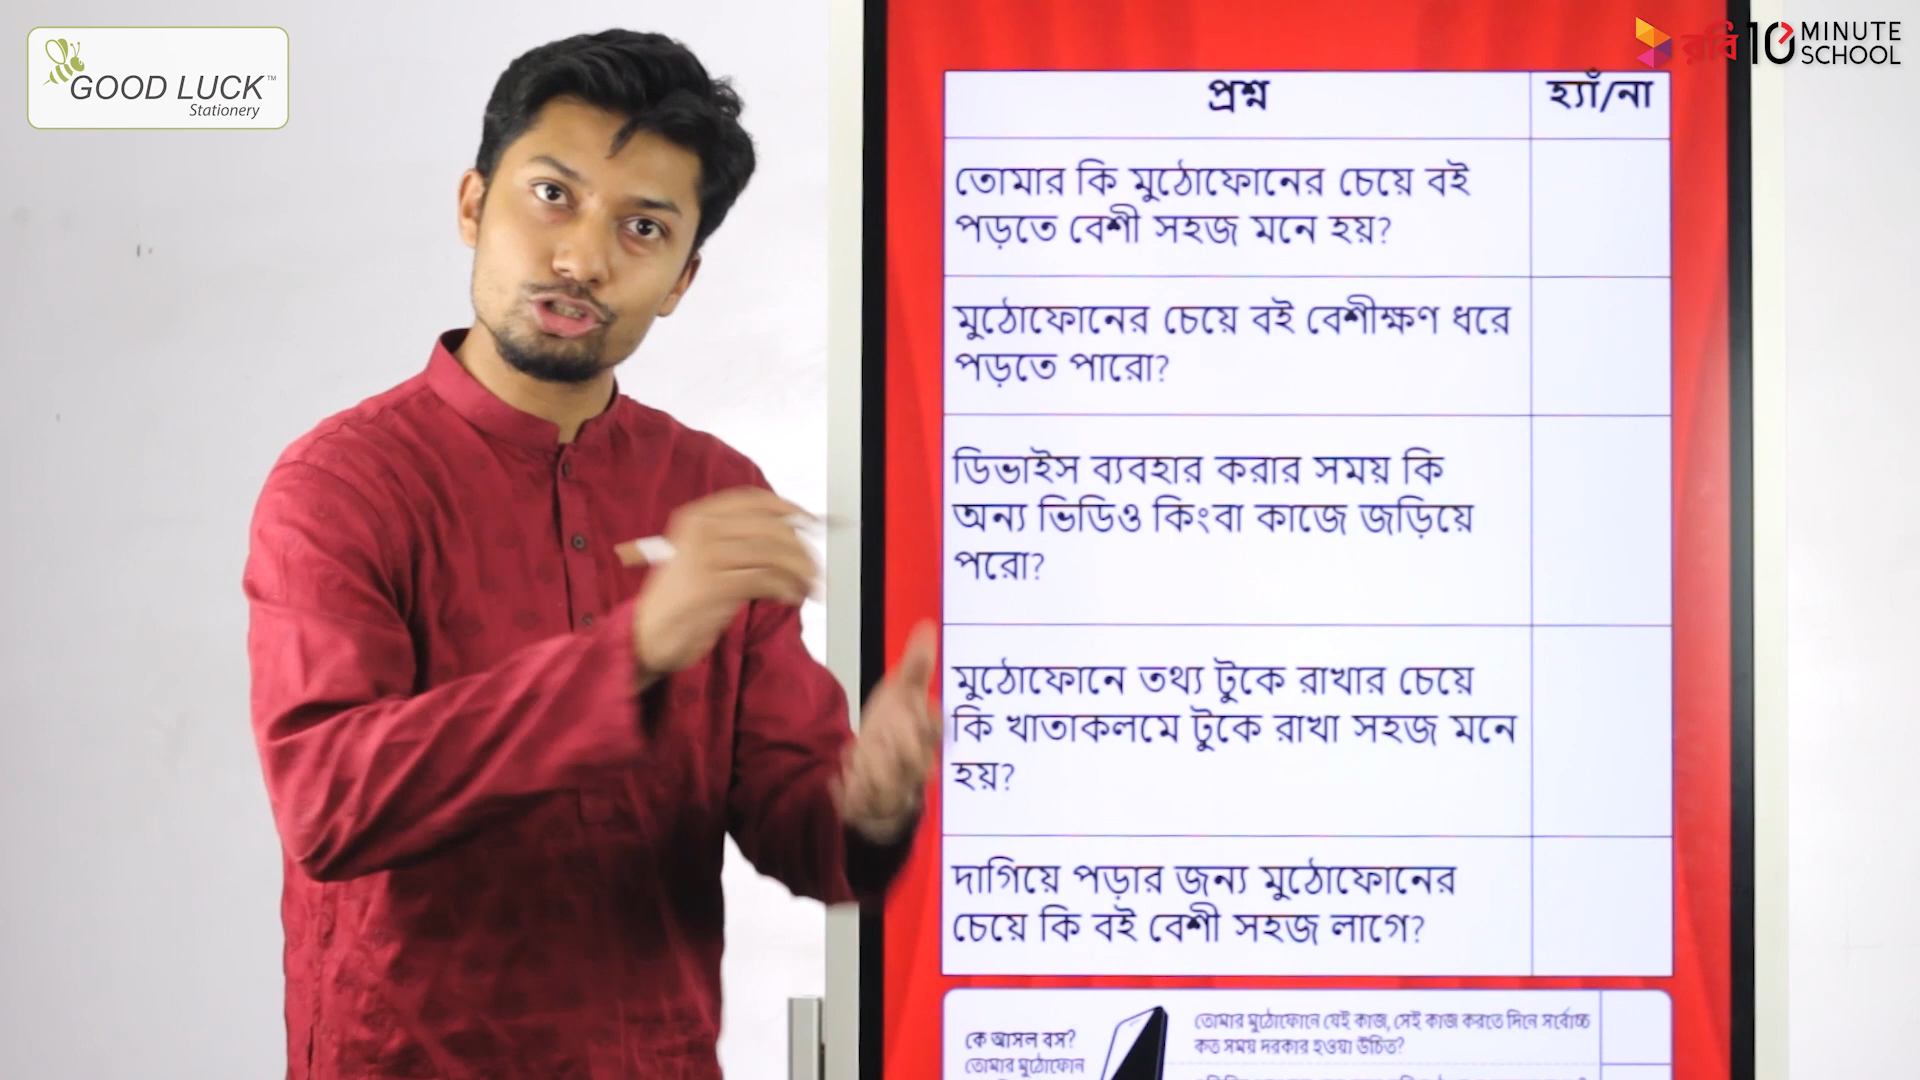 GOOD LUCK™
Stationery
রবি 10 MINUTE SCHOOL
প্রশ্ন
হ্যাঁ/না
তোমার কি মুঠোফোনের চেয়ে বই
পড়তে বেশী সহজ মনে হয়?
মুঠোফোনের চেয়ে বই বেশীক্ষণ ধরে
পড়তে পারো?
ডিভাইস ব্যবহার করার সময় কি
অন্য ভিডিও কিংবা কাজে জড়িয়ে
পরো?
মুঠোফোনে তথ্য টুকে রাখার চেয়ে
কি খাতাকলমে টুকে রাখা সহজ মনে
হয়?
দাগিয়ে পড়ার জন্য মুঠোফোনের
চেয়ে কি বই বেশী সহজ লাগে?
কে আসল বস?
তোমার মুঠোফোন
তোমার মুঠোফোনে যেই কাজ, সেই কাজ করতে দিনে সর্বোচ্চ
কত সময় দরকার হওয়া উচিত?